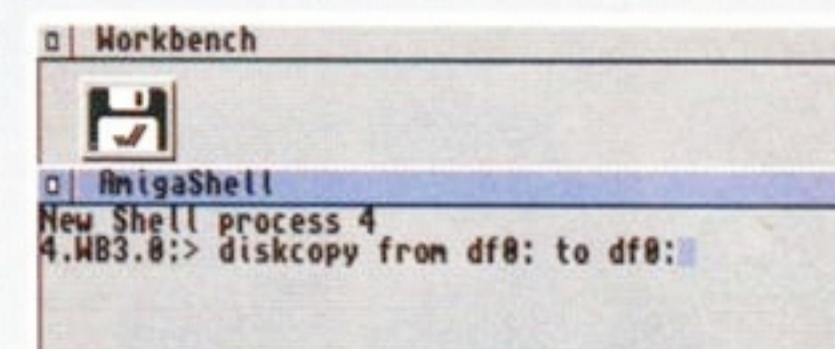 Workbench
AmigaShell
New Shell process 4
4.WB3.0:> diskcopy from df0: to df0: